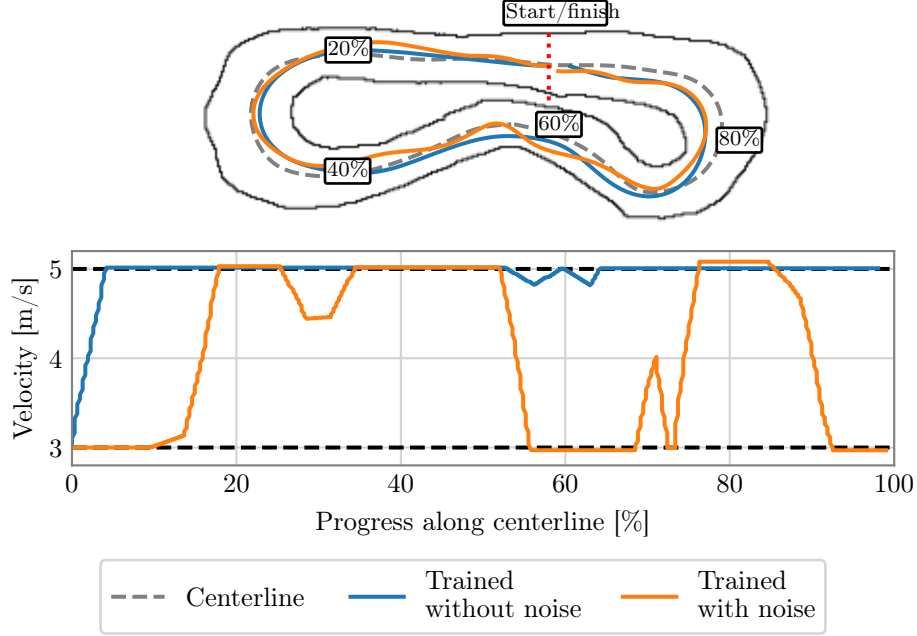 Start/finish
20%
60%
80%
40%
Velocity [m/s]
5
4
3
0 20 40 60 80 100
Progress along centerline [%]
Centerline
Trained
without noise
Trained
with noise